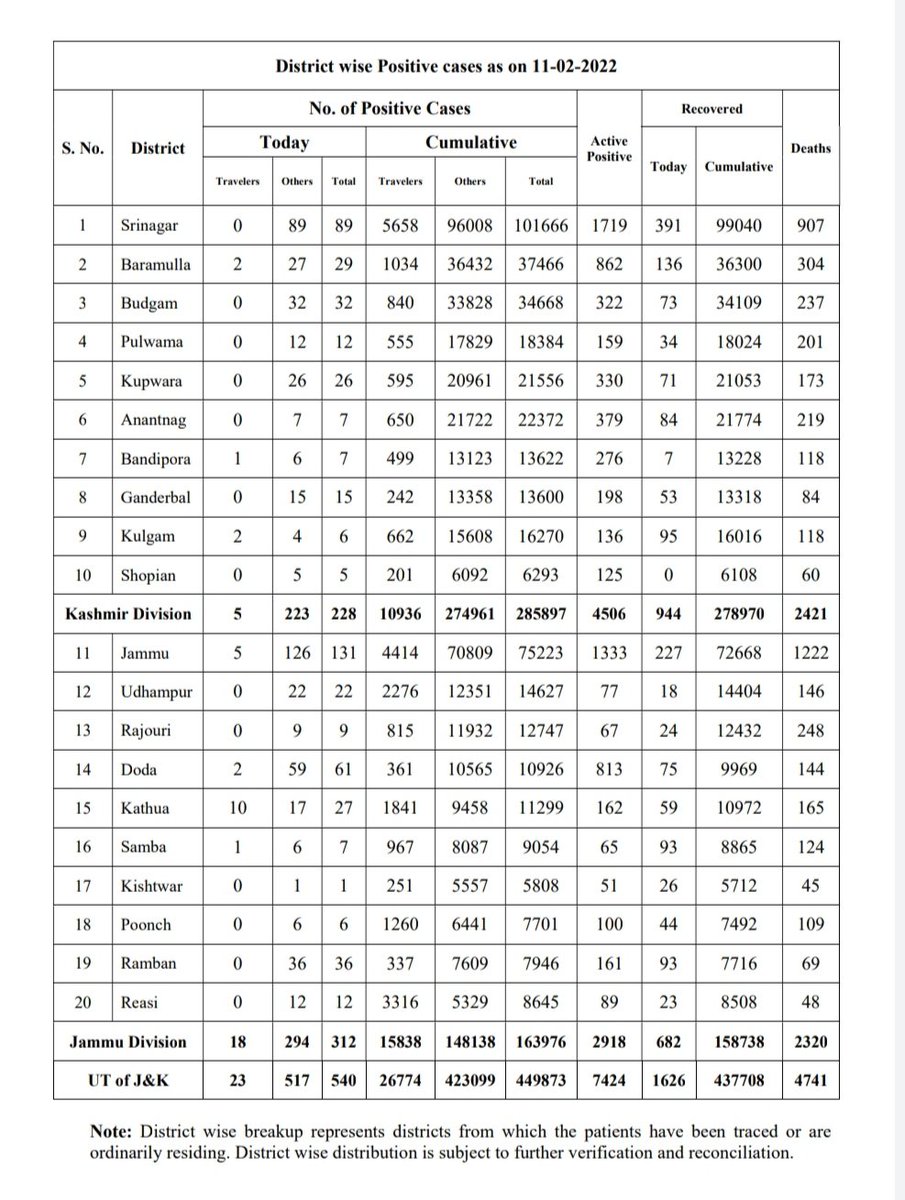 District wise Positive cases as on 11-02-2022
S. No. District No. of Positive Cases Active Positive Recovered Deaths
Today Cumulative Today Cumulative
Travelers Others Total Travelers Others Total
1 Srinagar 0 89 89 5658 96008 101666 1719 391 99040 907
2 Baramulla 2 27 29 1034 36432 37466 862 136 36300 304
3 Budgam 0 32 32 840 33828 34668 322 73 34109 237
4 Pulwama 0 12 12 555 17829 18384 159 34 18024 201
5 Kupwara 0 26 26 595 20961 21556 330 71 21053 173
6 Anantnag 0 7 7 650 21722 22372 379 84 21774 219
7 Bandipora 1 6 7 499 13123 13622 276 7 13228 118
8 Ganderbal 0 15 15 242 13358 13600 198 53 13318 84
9 Kulgam 2 4 6 662 15608 16270 136 95 16016 118
10 Shopian 0 5 5 201 6092 6293 125 0 6108 60
Kashmir Division 5 223 228 10936 274961 285897 4506 944 278970 2421
11 Jammu 5 126 131 4414 70809 75223 1333 227 72668 1222
12 Udhampur 0 22 22 2276 12351 14627 77 18 14404 146
13 Rajouri 0 9 9 815 11932 12747 67 24 12432 248
14 Doda 2 59 61 361 10565 10926 813 75 9969 144
15 Kathua 10 17 27 1841 9458 11299 162 59 10972 165
16 Samba 1 6 7 967 8087 9054 65 93 8865 124
17 Kishtwar 0 1 1 251 5557 5808 51 26 5712 45
18 Poonch 0 6 6 1260 6441 7701 100 44 7492 109
19 Ramban 0 36 36 337 7609 7946 161 93 7716 69
20 Reasi 0 12 12 3316 5329 8645 89 23 8508 48
Jammu Division 18 294 312 15838 148138 163976 2918 682 158738 2320
UT of J&K 23 517 540 26774 423099 449873 7424 1626 437708 4741
Note: District wise breakup represents districts from which the patients have been traced or are
ordinarily residing. District wise distribution is subject to further verification and reconciliation.